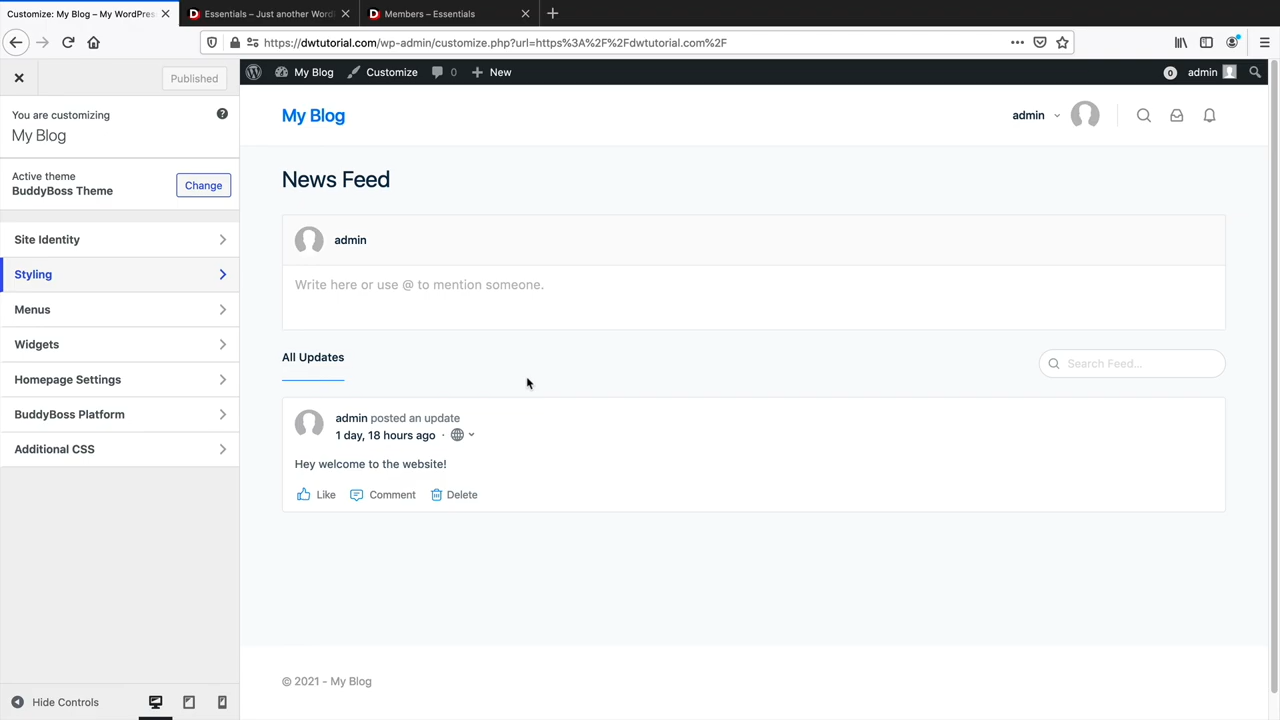 Customize: My Blog – My WordPres
Essentials – Just another Word
Members – Essentials
https://dwtutorial.com/wp-admin/customize.php?url=https%3A%2F%2Fdwtutorial.com%2F
Published
My Blog
Customize
0
New
0
admin
You are customizing
My Blog
My Blog
admin
Active theme
BuddyBoss Theme
Change
News Feed
Site Identity
Styling
Menus
Widgets
Homepage Settings
BuddyBoss Platform
Additional CSS
admin
Write here or use @ to mention someone.
All Updates
Search Feed...
admin posted an update
1 day, 18 hours ago ·
Hey welcome to the website!
Like
Comment
Delete
© 2021 - My Blog
Hide Controls